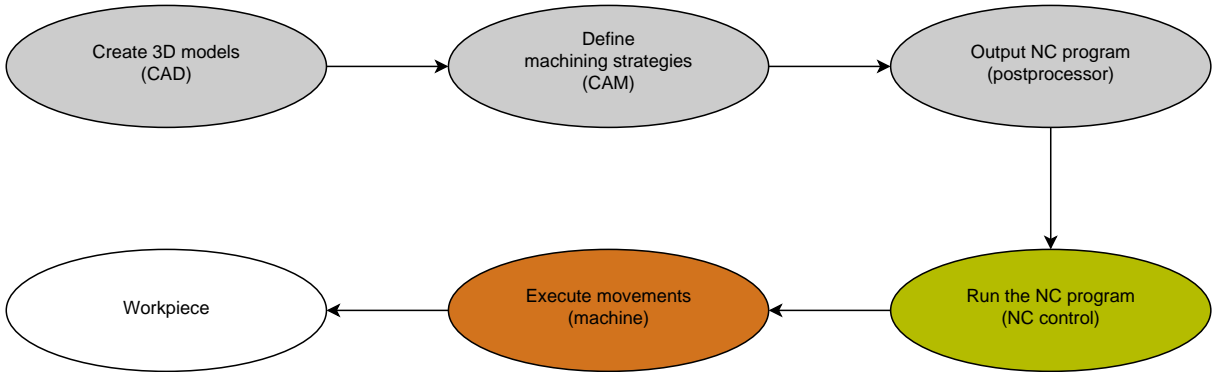 Create 3D models
(CAD)
Define
machining strategies
(CAM)
Output NC program
(postprocessor)
Workpiece
Execute movements
(machine)
Run the NC program
(NC control)